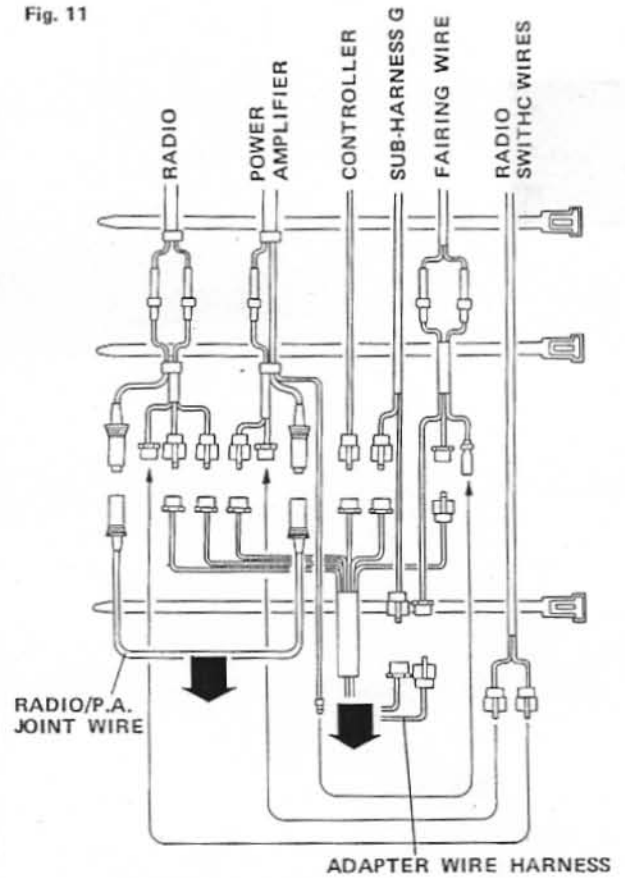 Fig. 11
RADIO
POWER
AMPLIFIER
CONTROLLER
SUB-HARNESS G
FAIRING WIRE
RADIO
SWITHC WIRES
RADIO/P.A.
JOINT WIRE
ADAPTER WIRE HARNESS